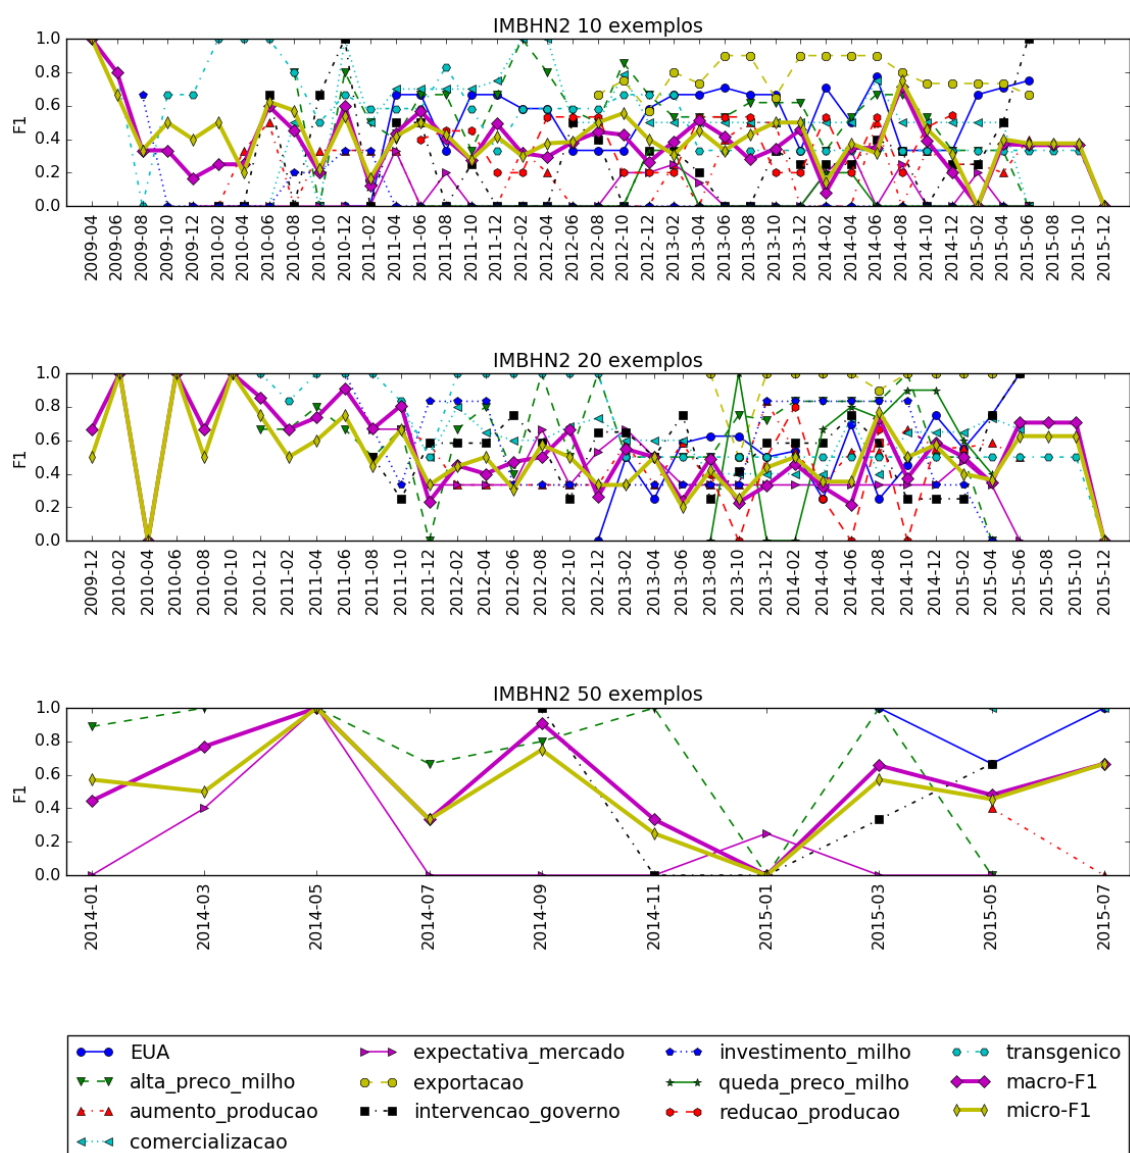 IMBHN2 10 exemplos
F1
1.0
0.8
0.6
0.4
0.2
0.0
2009-04 2009-06 2009-08 2009-10 2009-12 2010-02 2010-04 2010-06 2010-08 2010-10 2010-12 2011-02 2011-04 2011-06 2011-08 2011-10 2011-12 2012-02 2012-04 2012-06 2012-08 2012-10 2012-12 2013-02 2013-04 2013-06 2013-08 2013-10 2013-12 2014-02 2014-04 2014-06 2014-08 2014-10 2014-12 2015-02 2015-04 2015-06 2015-08 2015-10 2015-12
IMBHN2 20 exemplos
F1
1.0
0.8
0.6
0.4
0.2
0.0
2009-12 2010-02 2010-04 2010-06 2010-08 2010-10 2010-12 2011-02 2011-04 2011-06 2011-08 2011-10 2011-12 2012-02 2012-04 2012-06 2012-08 2012-10 2012-12 2013-02 2013-04 2013-06 2013-08 2013-10 2013-12 2014-02 2014-04 2014-06 2014-08 2014-10 2014-12 2015-02 2015-04 2015-06 2015-08 2015-10 2015-12
IMBHN2 50 exemplos
F1
1.0
0.8
0.6
0.4
0.2
0.0
2014-01 2014-03 2014-05 2014-07 2014-09 2014-11 2015-01 2015-03 2015-05 2015-07
EUA expectativa_mercado investimento_milho transgenico
alta_preco_milho exportacao queda_preco_milho macro-F1
aumento_producao intervencao_governo reducao_producao micro-F1
comercializacao